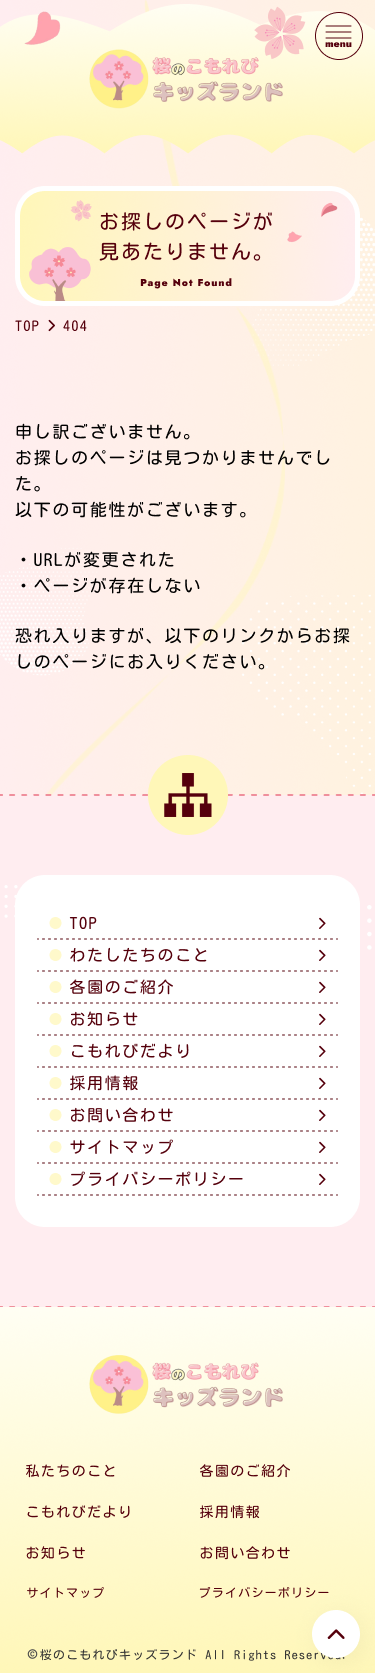 menu
桜のこもれび
キッズランド
お探しのページが
見あたりません。
Page Not Found
TOP > 404
申し訳ございません。
お探しのページは見つかりませんでし
た。
以下の可能性がございます。
・URLが変更された
・ページが存在しない
恐れ入りますが、以下のリンクからお探
しのページにお入りください。
TOP
わたしたちのこと
各園のご紹介
お知らせ
こもれびだより
採用情報
お問い合わせ
サイトマップ
プライバシーポリシー
桜のこもれび
キッズランド
私たちのこと 各園のご紹介
こもれびだより 採用情報
お知らせ お問い合わせ
サイトマップ プライバシーポリシー
©桜のこもれびキッズランド All Rights